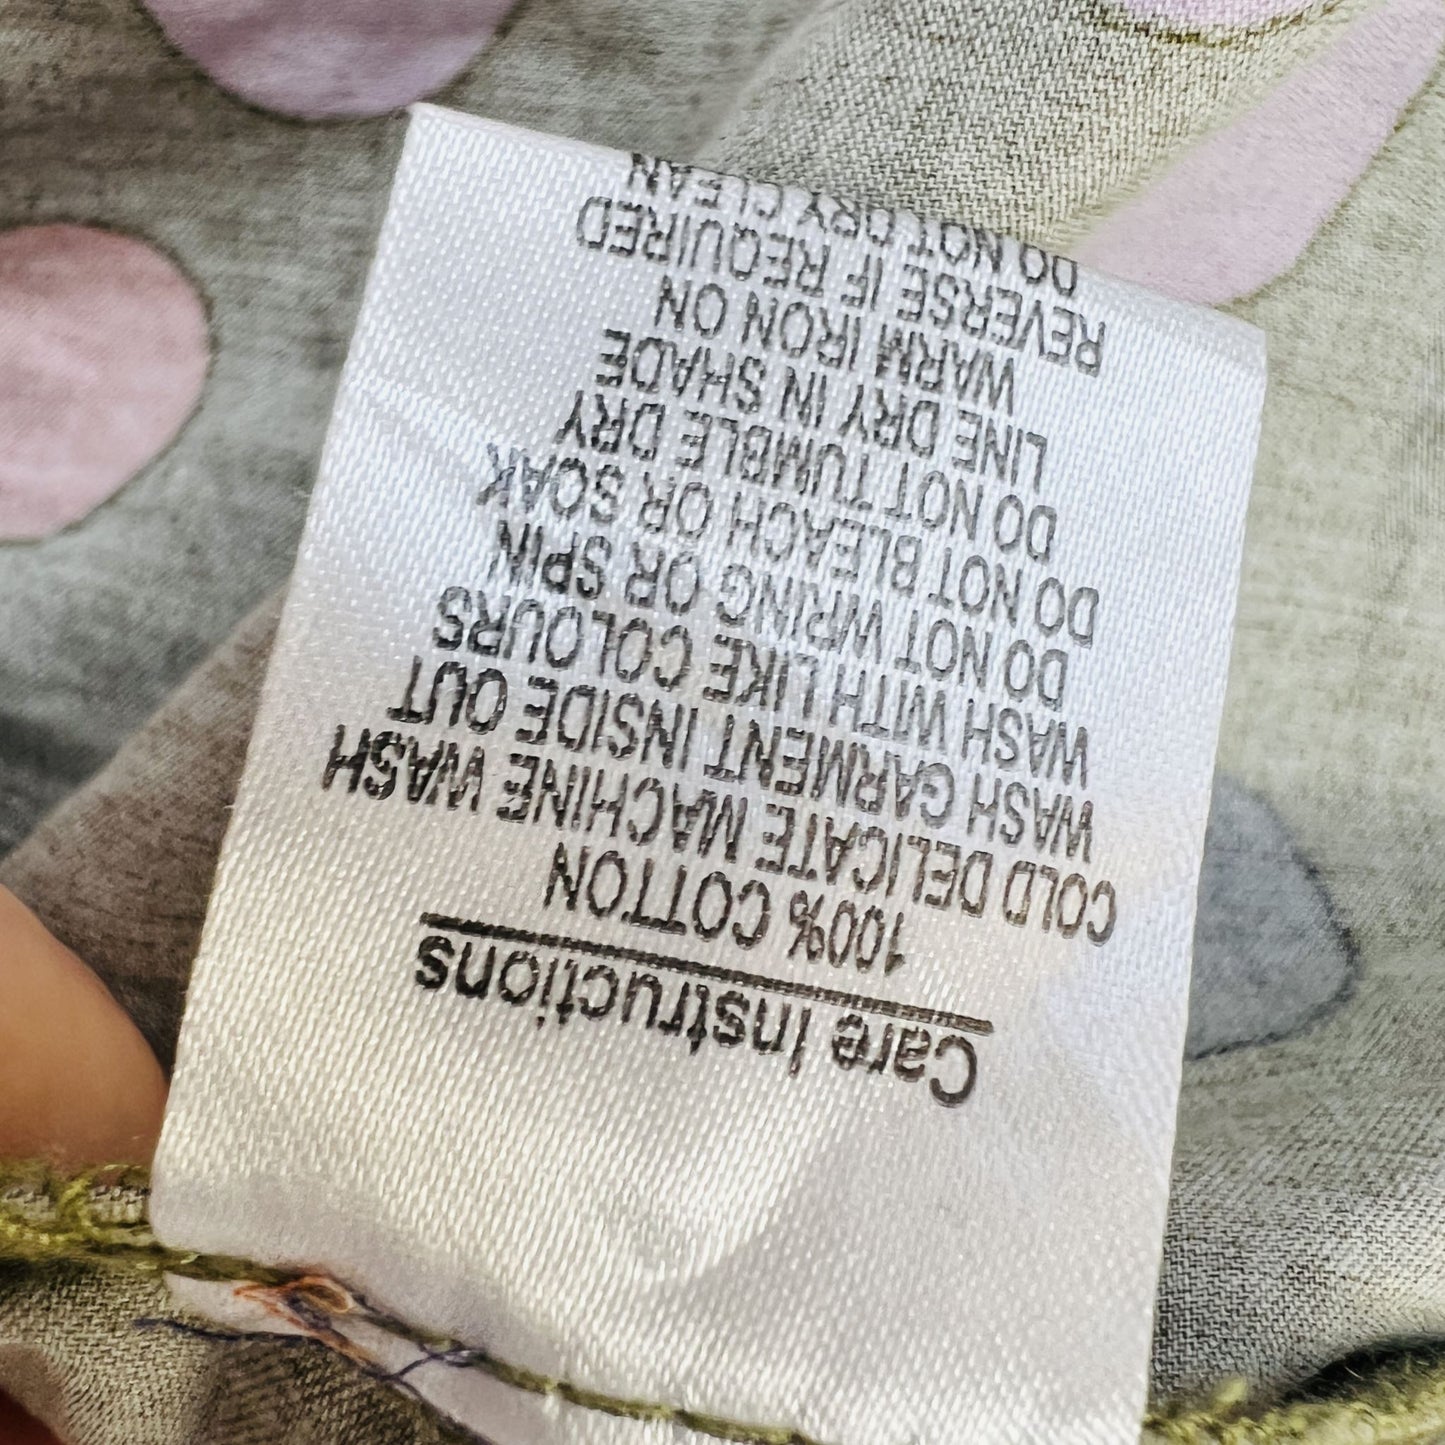 Care Instructions
100% COTTON
COLD DELICATE MACHINE WASH
WASH GARMENT INSIDE OUT
WASH WITH LIKE COLOURS
DO NOT WRING OR SPIN
DO NOT BLEACH OR SOAK
DO NOT TUMBLE DRY
LINE DRY IN SHADE
WARM IRON ON
REVERSE IF REQUIRED
DO NOT DRY CLEAN